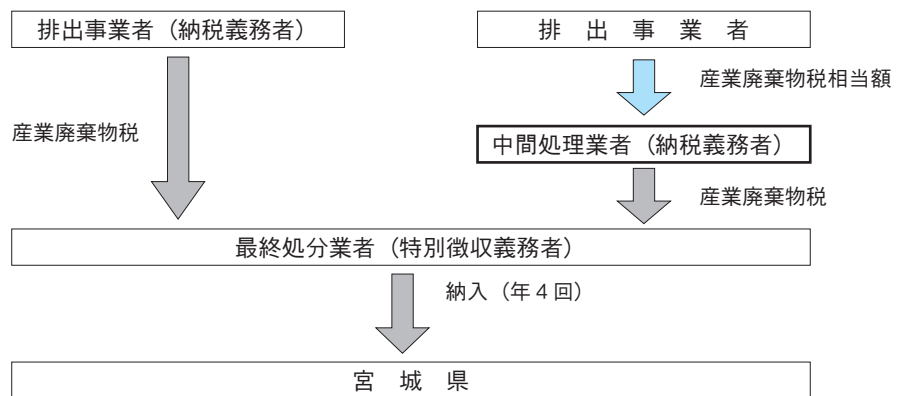 排出事業者（納税義務者）
排　出　事　業　者
産業廃棄物税相当額
産業廃棄物税
中間処理業者（納税義務者）
産業廃棄物税
最終処分業者（特別徴収義務者）
納入（年４回）
宮　城　県